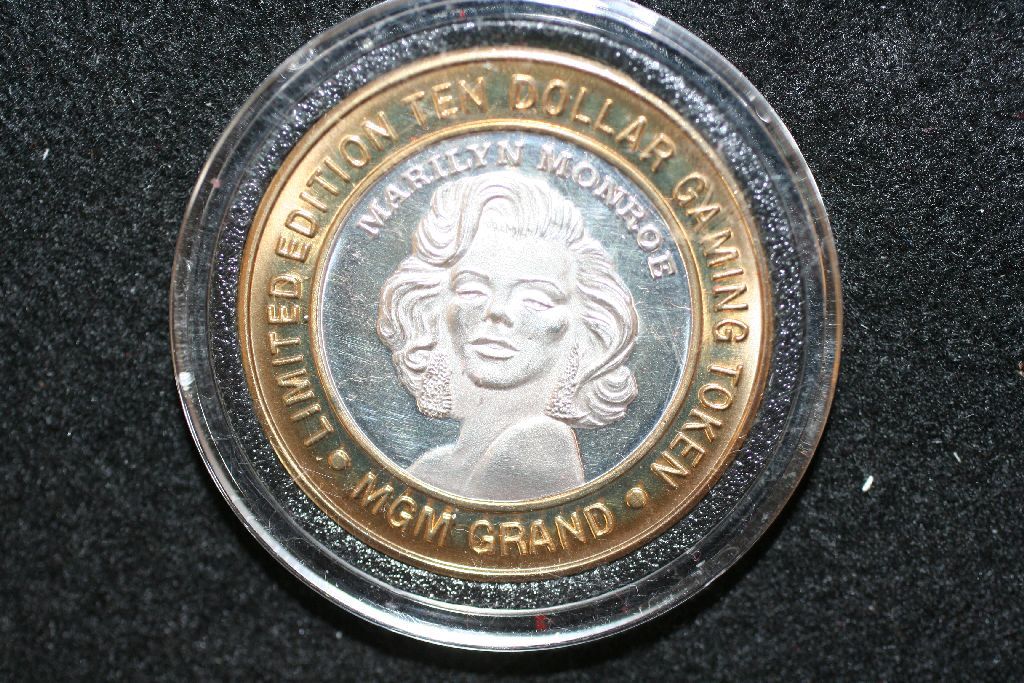 LIMITED EDITION TEN DOLLAR GAMING TOKEN
• MGM GRAND •
MARILYN MONROE